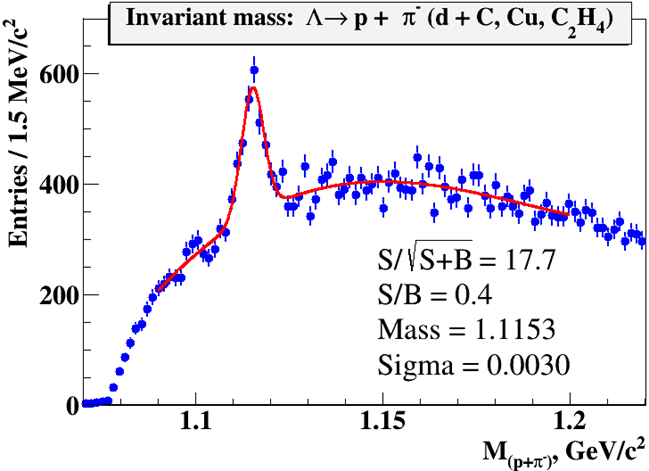 Invariant mass: Λ→ p + π⁻ (d + C, Cu, C₂H₄)
Entries / 1.5 MeV/c²
600
400
200
0
S/√S+B = 17.7
S/B = 0.4
Mass = 1.1153
Sigma = 0.0030
1.1
1.15
1.2
M₍ₚ₊π⁻₎, GeV/c²